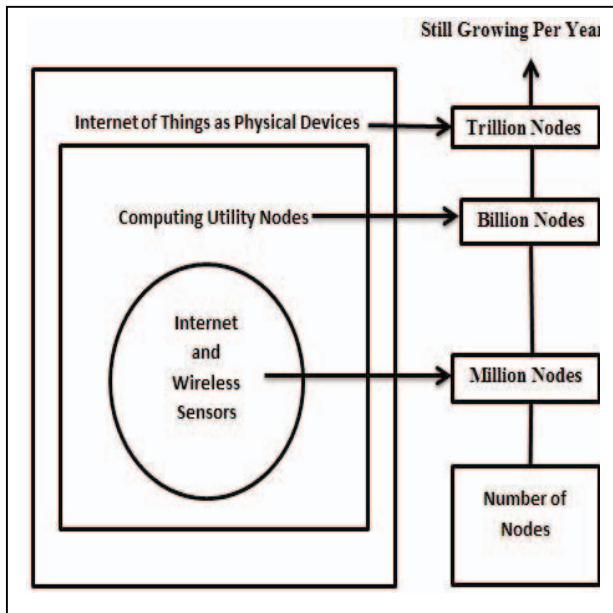 Still Growing Per Year
Internet of Things as Physical Devices
Trillion Nodes
Computing Utility Nodes
Billion Nodes
Internet
and
Wireless
Sensors
Million Nodes
Number of
Nodes